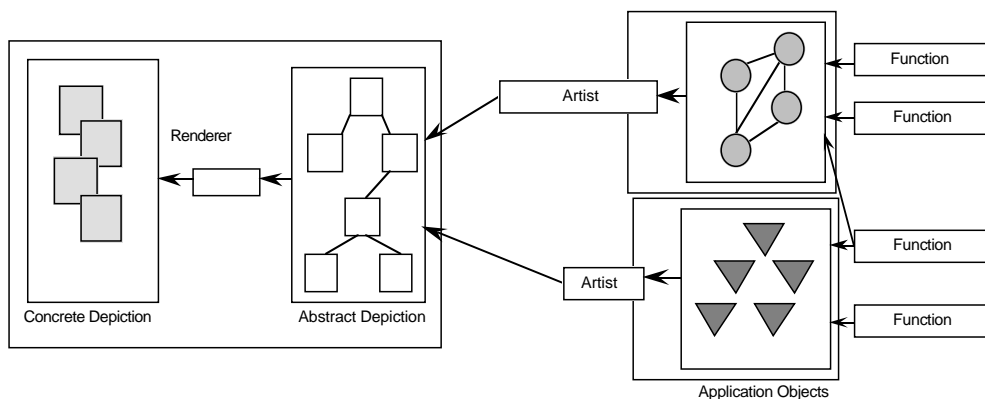 Function
Artist
Function
Renderer
Function
Artist
Concrete Depiction
Abstract Depiction
Function
Application Objects